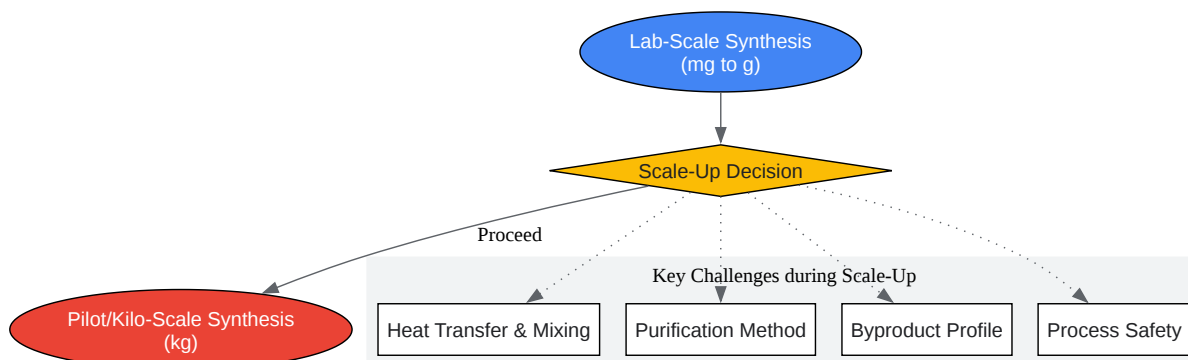 Lab-Scale Synthesis
(mg to g)
Scale-Up Decision
Proceed
Key Challenges during Scale-Up
Pilot/Kilo-Scale Synthesis
(kg)
Heat Transfer & Mixing
Purification Method
Byproduct Profile
Process Safety